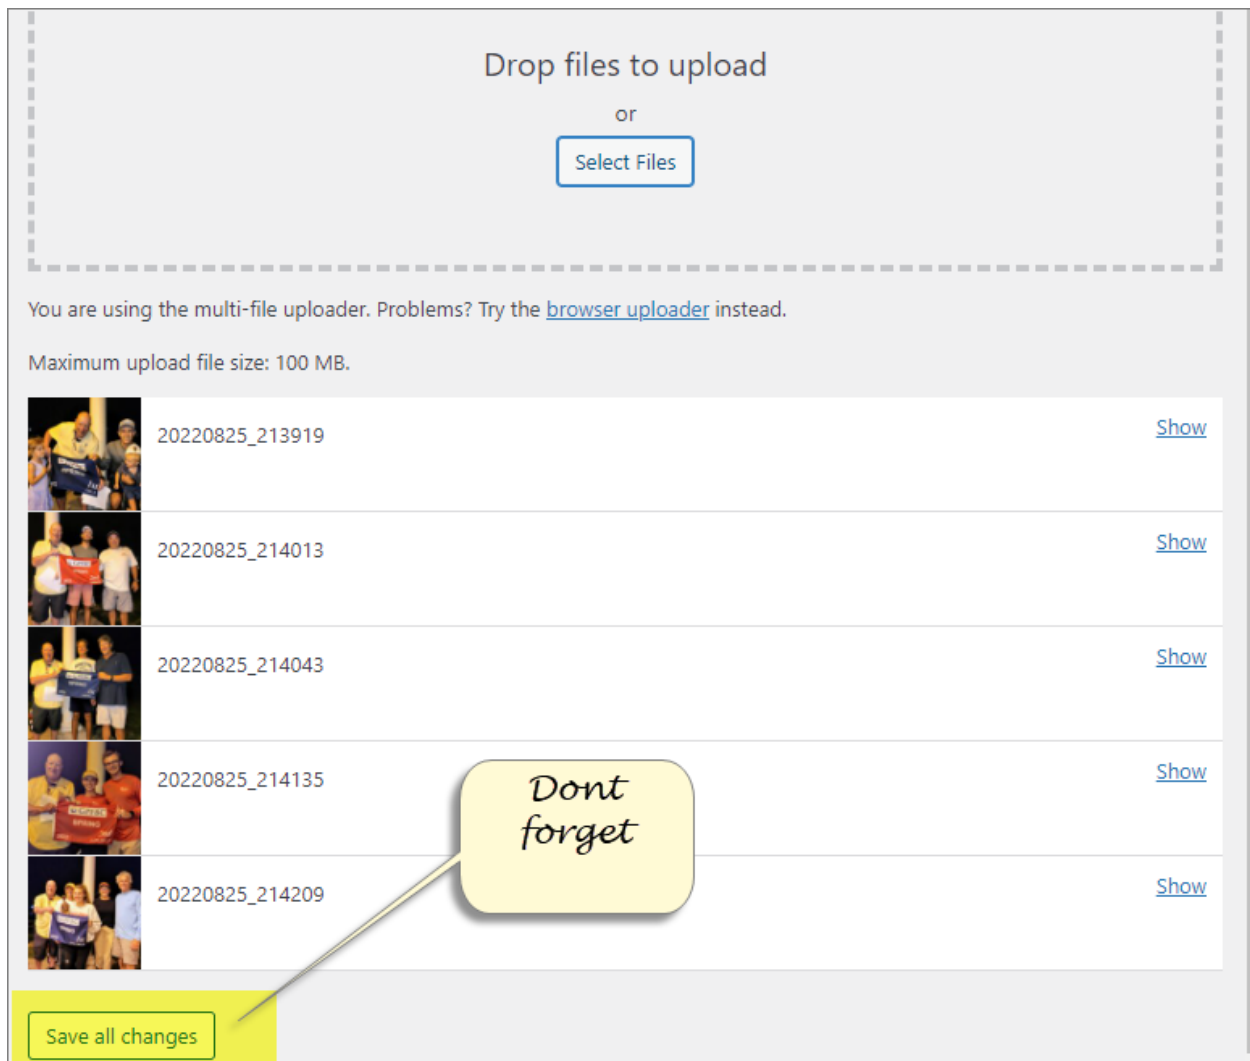 Drop files to upload
or
Select Files
You are using the multi-file uploader. Problems? Try the browser uploader instead.
Maximum upload file size: 100 MB.
20220825_213919
Show
20220825_214013
Show
20220825_214043
Show
20220825_214135
Show
Dont
forget
20220825_214209
Show
Save all changes